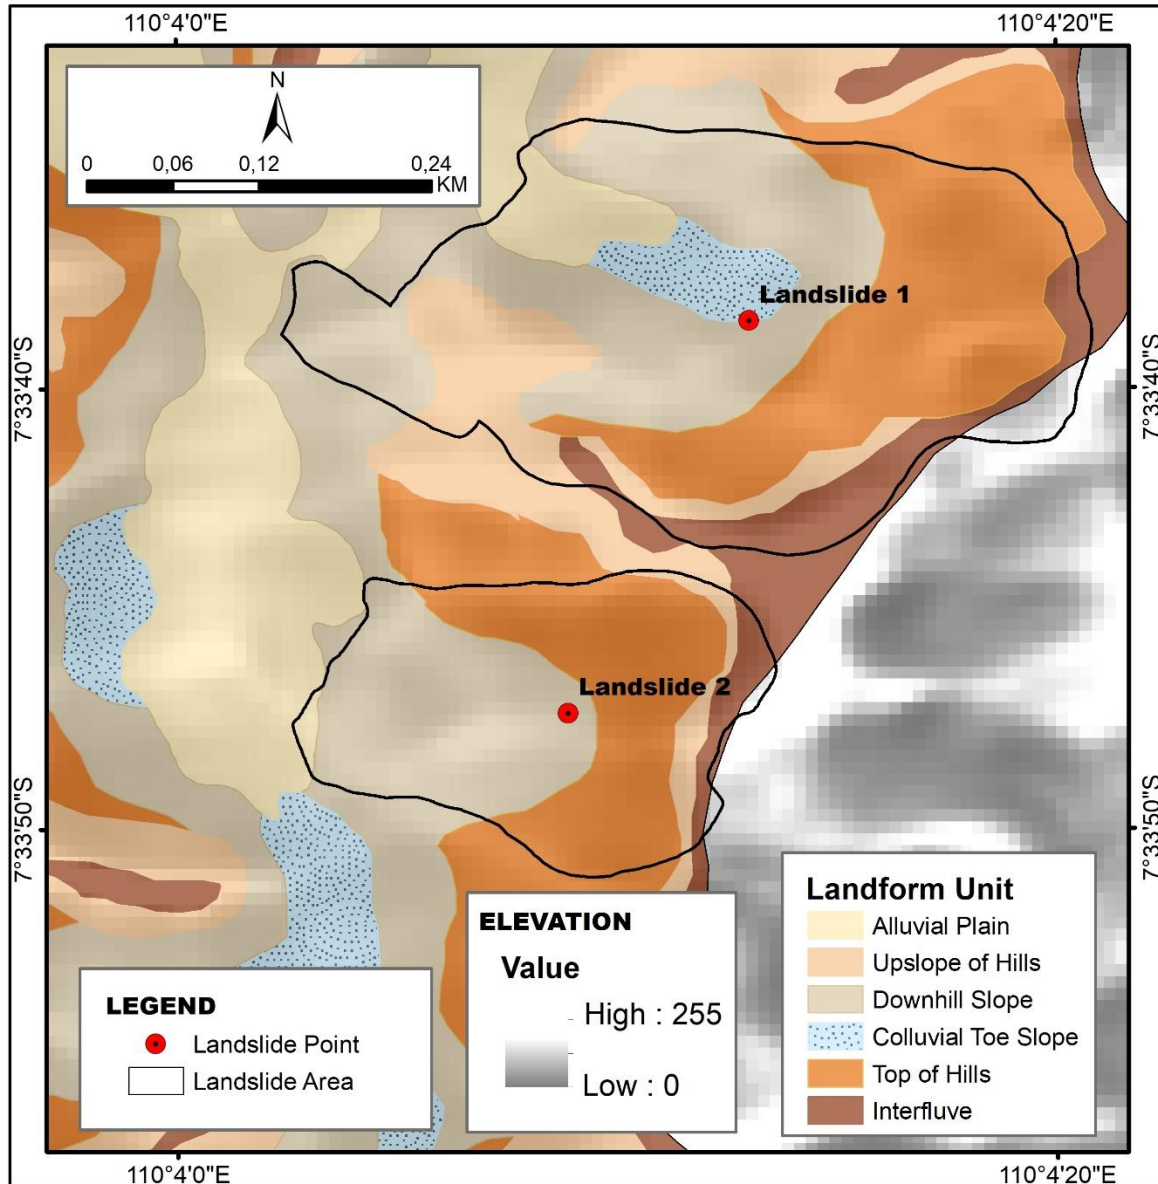 110°4'0"E 110°4'20"E
N
0 0,06 0,12 0,24
KM
Landslide 1
7°33'40"S 7°33'40"S
Landslide 2
7°33'50"S 7°33'50"S
ELEVATION
Value
High : 255
Low : 0
Landform Unit
Alluvial Plain
Upslope of Hills
Downhill Slope
Colluvial Toe Slope
Top of Hills
Interfluve
LEGEND
Landslide Point
Landslide Area
110°4'0"E 110°4'20"E